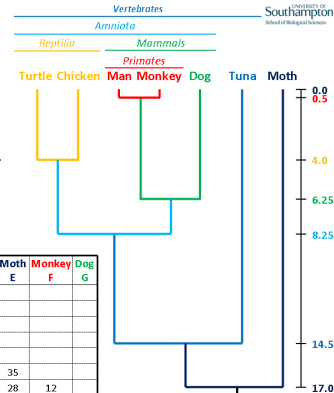 Vertebrates
UNIVERSITY OF
Southampton
School of Biological Sciences
Amniota
Reptilia Mammals
Primates
Turtle Chicken Man Monkey Dog Tuna Moth
0.0
0.5
4.0
6.25
8.25
Moth Monkey Dog
E F G
14.5
35
28 12
17.0